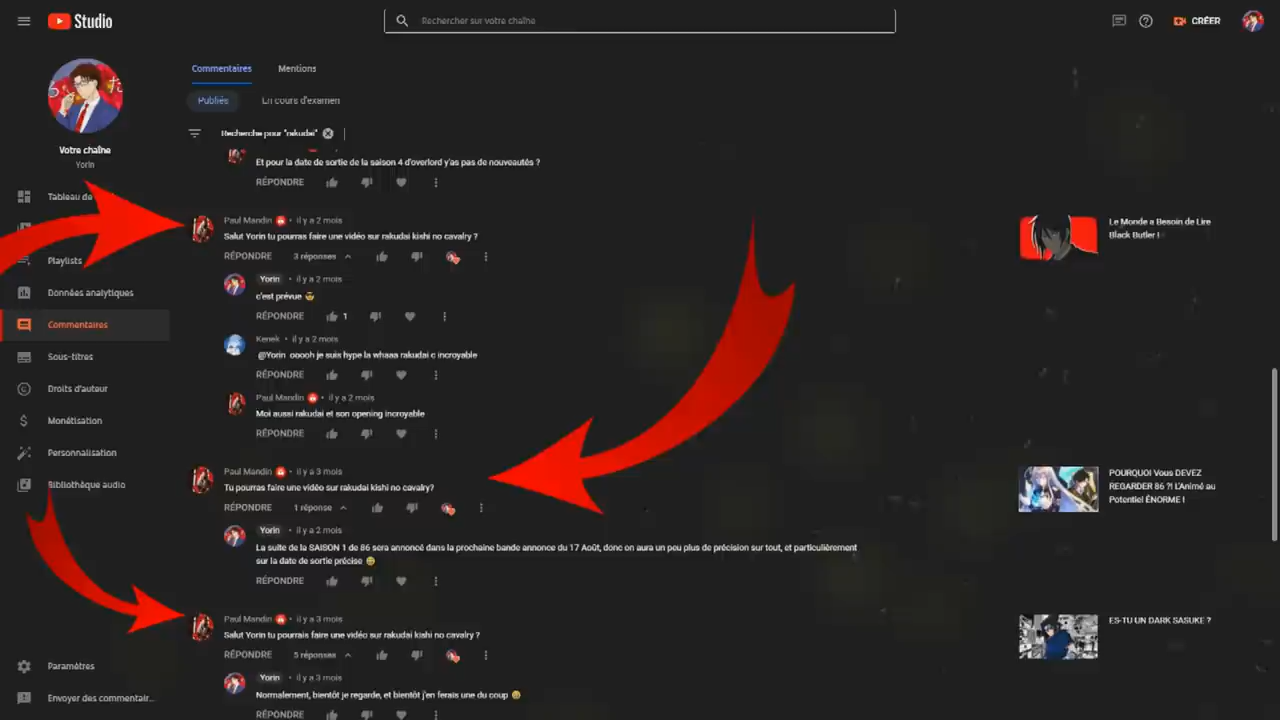 Studio
Rechercher sur votre chaîne
CRÉER
Votre chaîne
Yorin
Tableau de
Playlists
Données analytiques
Commentaires
Sous-titres
Droits d'auteur
Monétisation
Personnalisation
Bibliothèque audio
Paramètres
Envoyer des commentair...
Commentaires
Mentions
Publiés
En cours d'examen
Recherche pour "rakudai"
Et pour la date de sortie de la saison 4 d'overlord y'as pas de nouveautés ?
RÉPONDRE
Paul Mandin • il y a 2 mois
Salut Yorin tu pourras faire une vidéo sur rakudai kishi no cavalry ?
RÉPONDRE 3 réponses
Yorin • il y a 2 mois
c'est prévue 😎
RÉPONDRE 1
Kenek • il y a 2 mois
@Yorin ooooh je suis hype la whaaa rakudai c incroyable
RÉPONDRE
Paul Mandin • il y a 2 mois
Moi aussi rakudai et son opening incroyable
RÉPONDRE
Paul Mandin • il y a 3 mois
Tu pourras faire une vidéo sur rakudai kishi no cavalry?
RÉPONDRE 1 réponse
Yorin • il y a 2 mois
La suite de la SAISON 1 de 86 sera annoncé dans la prochaine bande annonce du 17 Août, donc on aura un peu plus de précision sur tout, et particulièrement
sur la date de sortie précise
RÉPONDRE
Paul Mandin • il y a 3 mois
Salut Yorin tu pourrais faire une vidéo sur rakudai kishi no cavalry ?
RÉPONDRE 5 réponses
Yorin • il y a 3 mois
Normalement, bientôt je regarde, et bientôt j'en ferais une du coup
RÉPONDRE
Le Monde a Besoin de Lire
Black Butler !
POURQUOI Vous DEVEZ
REGARDER 86 ?! L'Animé au
Potentiel ÉNORME !
ES-TU UN DARK SASUKE ?